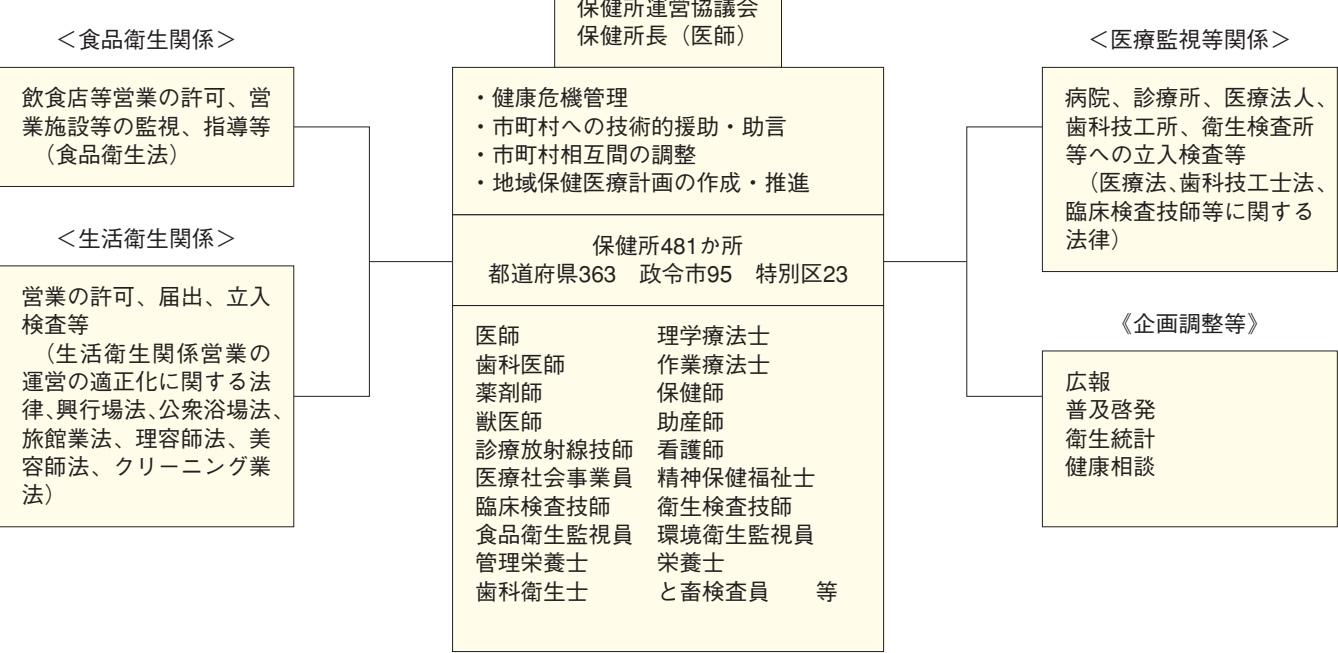 保健所運営協議会
保健所長（医師）
＜食品衛生関係＞
飲食店等営業の許可、営
業施設等の監視、指導等
（食品衛生法）
＜生活衛生関係＞
営業の許可、届出、立入
検査等
（生活衛生関係営業の
運営の適正化に関する法
律、興行場法、公衆浴場法、
旅館業法、理容師法、美
容師法、クリーニング業
法）
・健康危機管理
・市町村への技術的援助・助言
・市町村相互間の調整
・地域保健医療計画の作成・推進
保健所481か所
都道府県363　政令市95　特別区23
医師　理学療法士
歯科医師　作業療法士
薬剤師　保健師
獣医師　助産師
診療放射線技師　看護師
医療社会事業員　精神保健福祉士
臨床検査技師　衛生検査技師
食品衛生監視員　環境衛生監視員
管理栄養士　栄養士
歯科衛生士　と畜検査員　等
＜医療監視等関係＞
病院、診療所、医療法人、
歯科技工所、衛生検査所
等への立入検査等
（医療法、歯科技工士法、
臨床検査技師等に関する
法律）
《企画調整等》
広報
普及啓発
衛生統計
健康相談